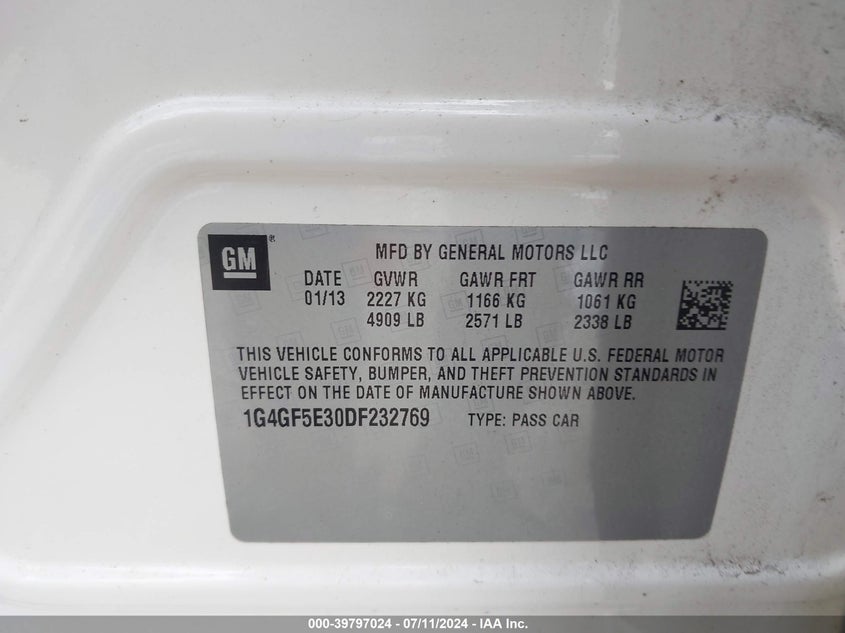 GM ® MFD BY GENERAL MOTORS LLC
DATE GVWR GAWR FRT GAWR RR
01/13 2227 KG 1166 KG 1061 KG
4909 LB 2571 LB 2338 LB
THIS VEHICLE CONFORMS TO ALL APPLICABLE U.S. FEDERAL MOTOR
VEHICLE SAFETY, BUMPER, AND THEFT PREVENTION STANDARDS IN
EFFECT ON THE DATE OF MANUFACTURE SHOWN ABOVE.
1G4GF5E30DF232769 TYPE: PASS CAR
000-39797024 - 07/11/2024 - IAA Inc.